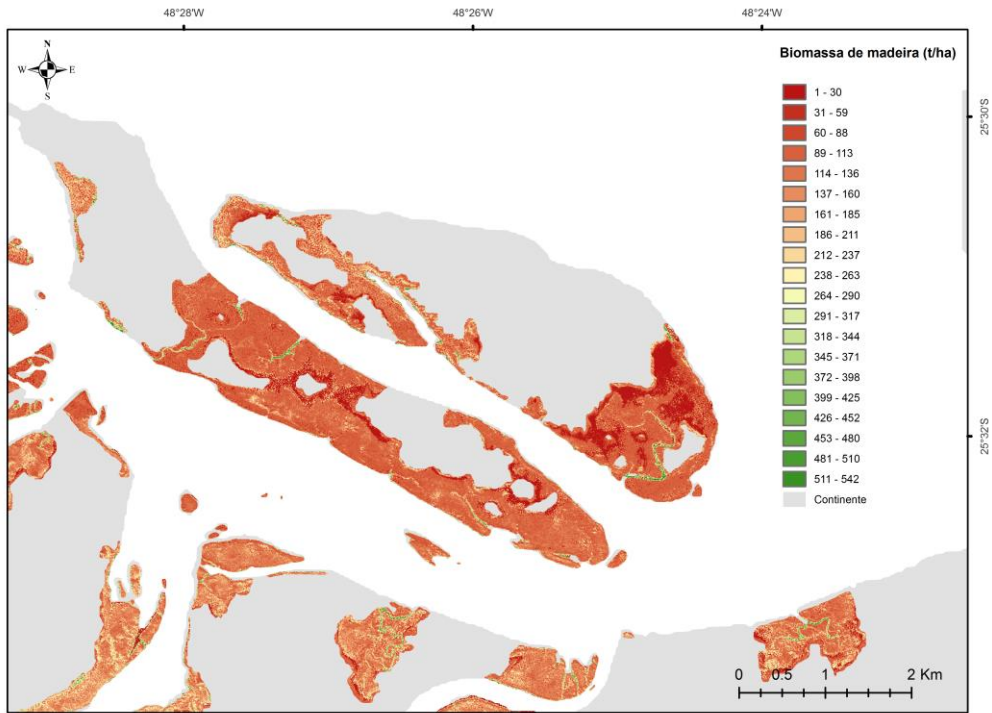 48°28'W
48°26'W
48°24'W
N
W E
S
Biomassa de madeira (t/ha)
1 - 30
31 - 59
60 - 88
89 - 113
114 - 136
137 - 160
161 - 185
186 - 211
212 - 237
238 - 263
264 - 290
291 - 317
318 - 344
345 - 371
372 - 398
399 - 425
426 - 452
453 - 480
481 - 510
511 - 542
Continente
25°30'S
25°32'S
0 0.5 1 2 Km